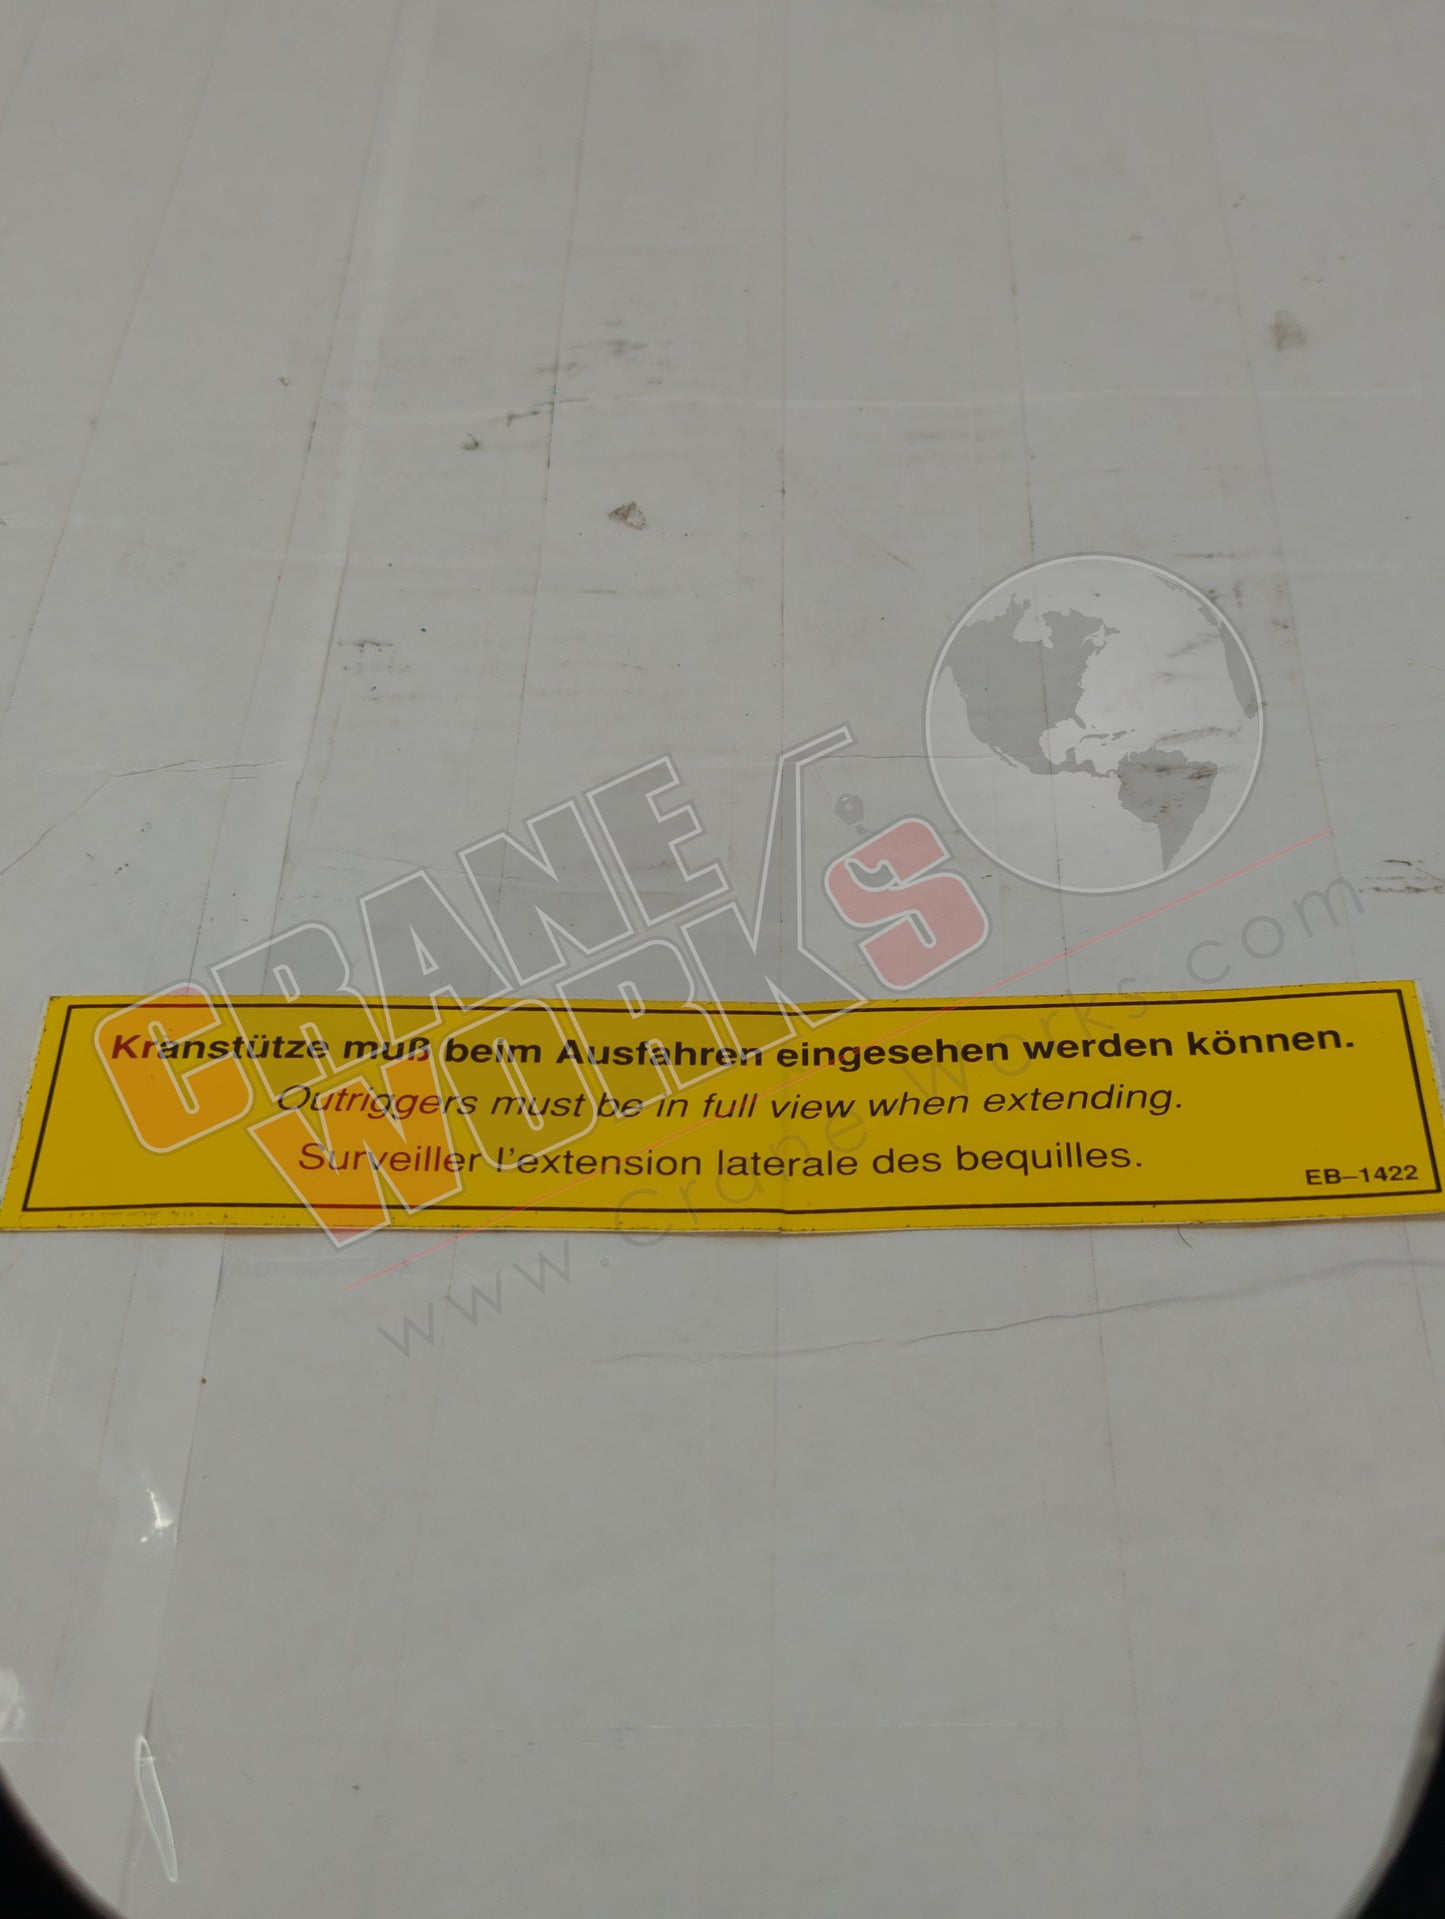 CRANE
WORKS
Kranstütze muß beim Ausfahren eingesehen werden können.
Outriggers must be in full view when extending.
Surveiller l'extension laterale des bequilles.
EB–1422
www.CraneWorks.com